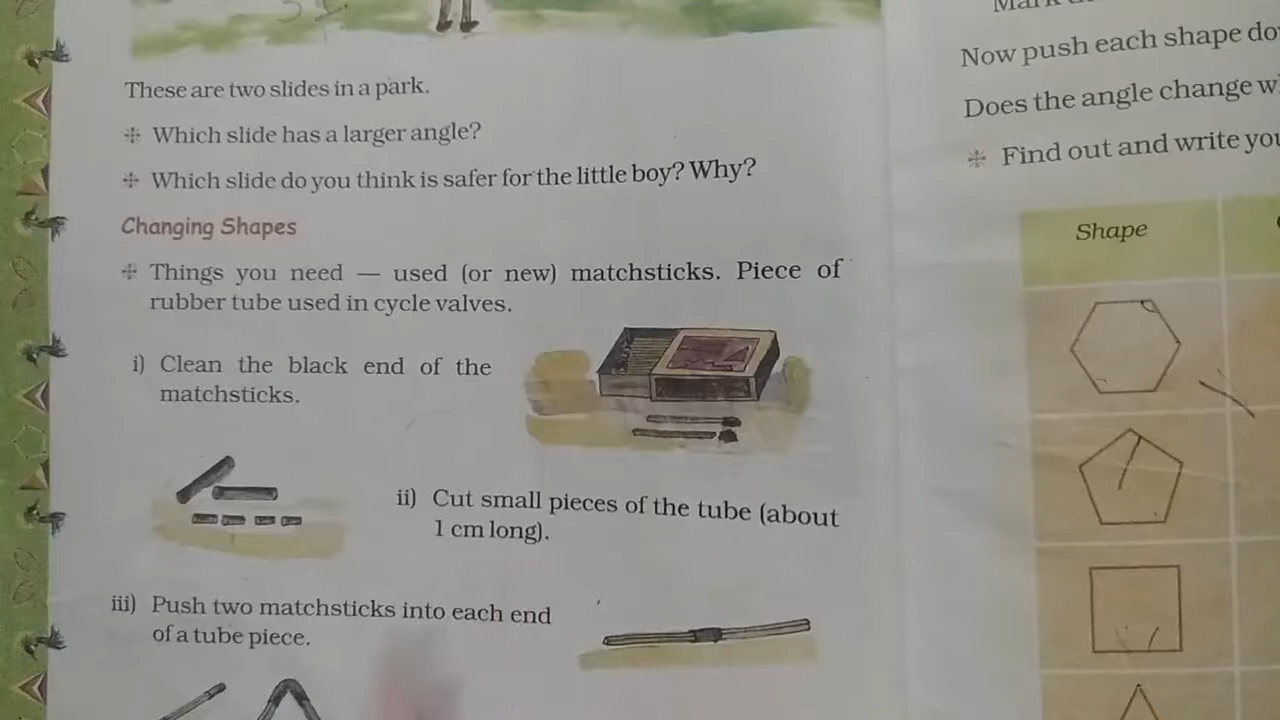 These are two slides in a park.
Which slide has a larger angle?
Which slide do you think is safer for the little boy? Why?
Changing Shapes
Things you need — used (or new) matchsticks. Piece of
rubber tube used in cycle valves.
i) Clean the black end of the
matchsticks.
ii) Cut small pieces of the tube (about
1 cm long).
iii) Push two matchsticks into each end
of a tube piece.
Now push each shape
Does the angle change
Find out and write
Shape